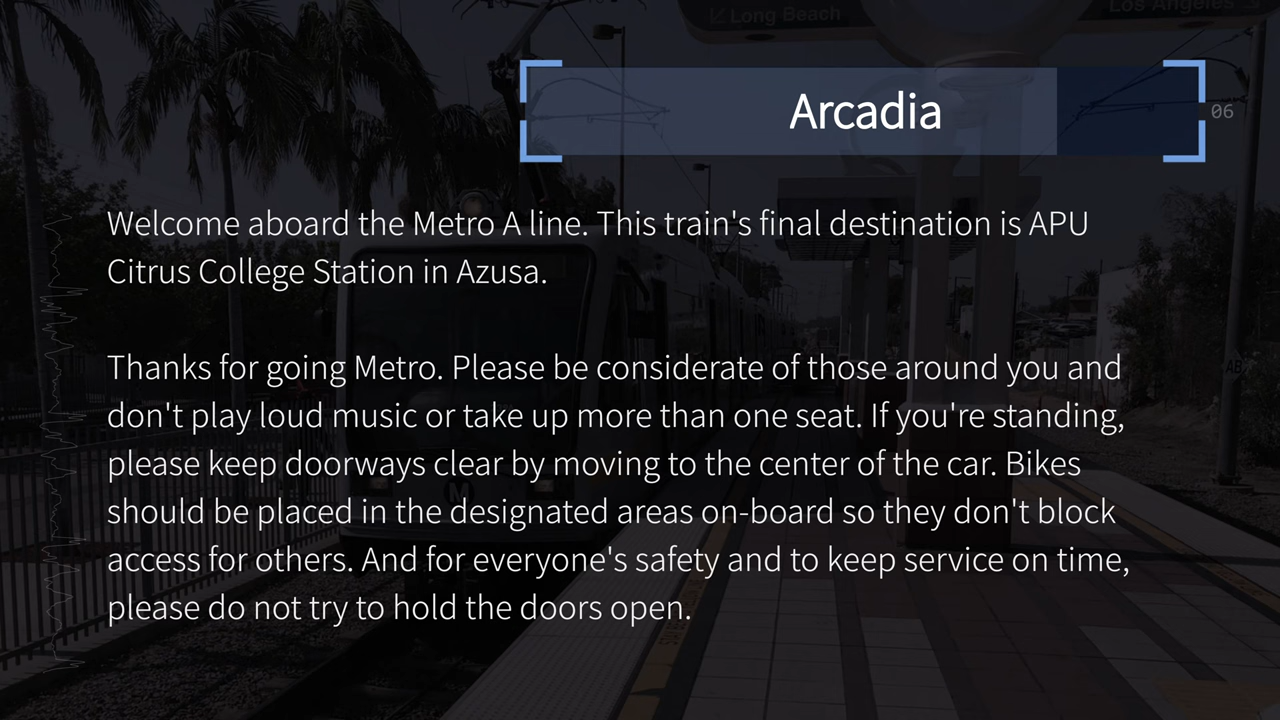 Long Beach
Los Angeles
Arcadia
06
Welcome aboard the Metro A line. This train's final destination is APU
Citrus College Station in Azusa.
Thanks for going Metro. Please be considerate of those around you and
don't play loud music or take up more than one seat. If you're standing,
please keep doorways clear by moving to the center of the car. Bikes
should be placed in the designated areas on-board so they don't block
access for others. And for everyone's safety and to keep service on time,
please do not try to hold the doors open.